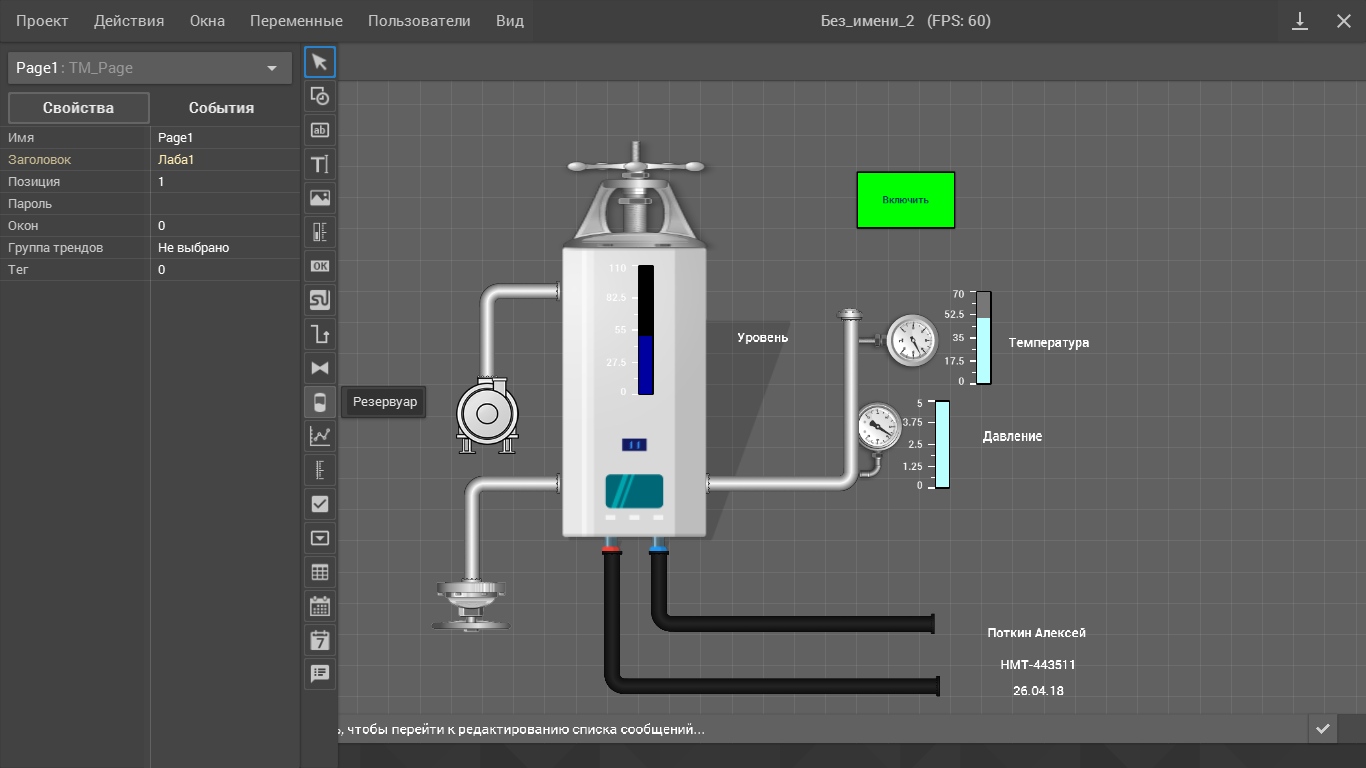 Проект Действия Окна Переменные Пользователи Вид Без_имени_2 (FPS: 60)
Page1 : TM_Page
Свойства События
Имя Page1
Заголовок Лаба1
Позиция 1
Пароль
Окон 0
Группа трендов Не выбрано
Тег 0
ab
T
OK
7
Резервуар
Включить
110
82.5
55
27.5
0
Уровень
70
52.5
35
17.5
0
Температура
5
3.75
2.5
1.25
0
Давление
Поткин Алексей
НМТ-443511
26.04.18
, чтобы перейти к редактированию списка сообщений...